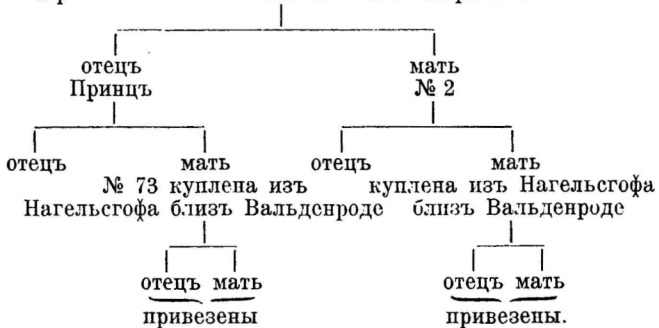 отецъ мать
Принцъ № 2
отецъ мать отецъ мать
№ 73 куплена изъ куплена изъ Нагельсгофа
Нагельсгофа близъ Вальденроде близъ Вальденроде
отецъ мать отецъ мать
привезены привезены.